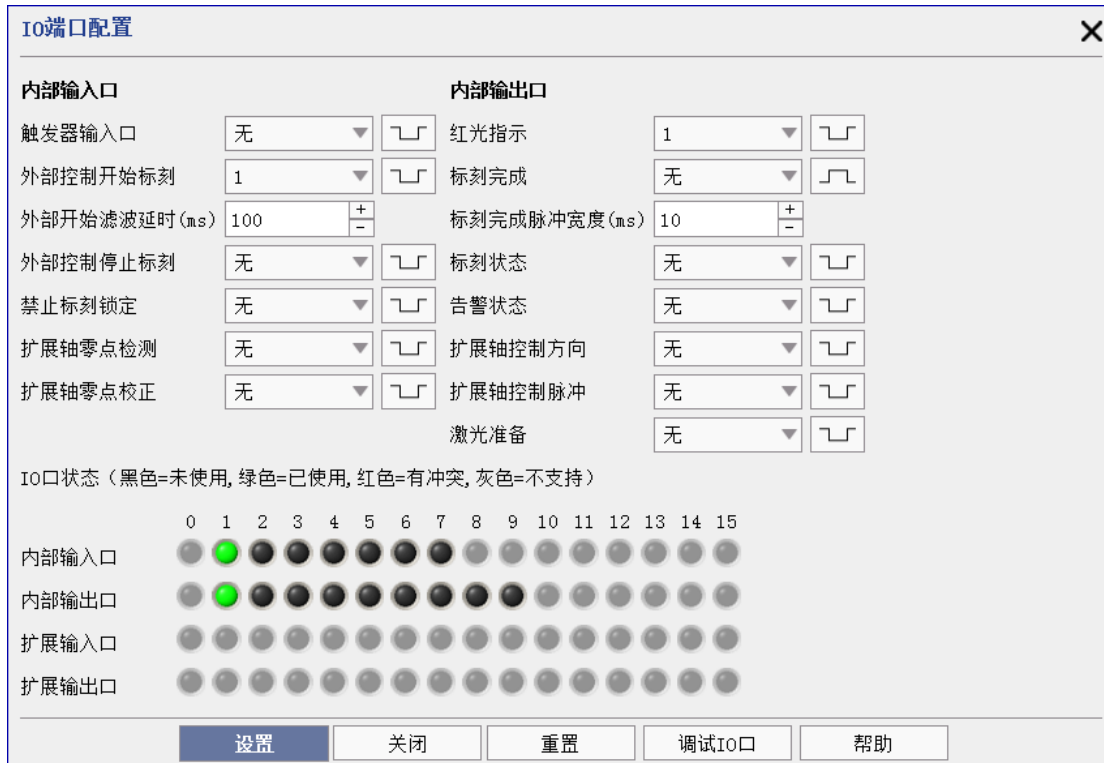 IO端口配置
内部输入口 内部输出口
触发器输入口 无 红光指示 1
外部控制开始标刻 1 标刻完成 无
外部开始滤波延时(ms) 100 + - 标刻完成脉冲宽度(ms) 10 + -
外部控制停止标刻 无 标刻状态 无
禁止标刻锁定 无 告警状态 无
扩展轴零点检测 无 扩展轴控制方向 无
扩展轴零点校正 无 扩展轴控制脉冲 无
激光准备 无
IO口状态（黑色=未使用,绿色=已使用,红色=有冲突,灰色=不支持）
0 1 2 3 4 5 6 7 8 9 10 11 12 13 14 15
内部输入口
内部输出口
扩展输入口
扩展输出口
设置 关闭 重置 调试IO口 帮助